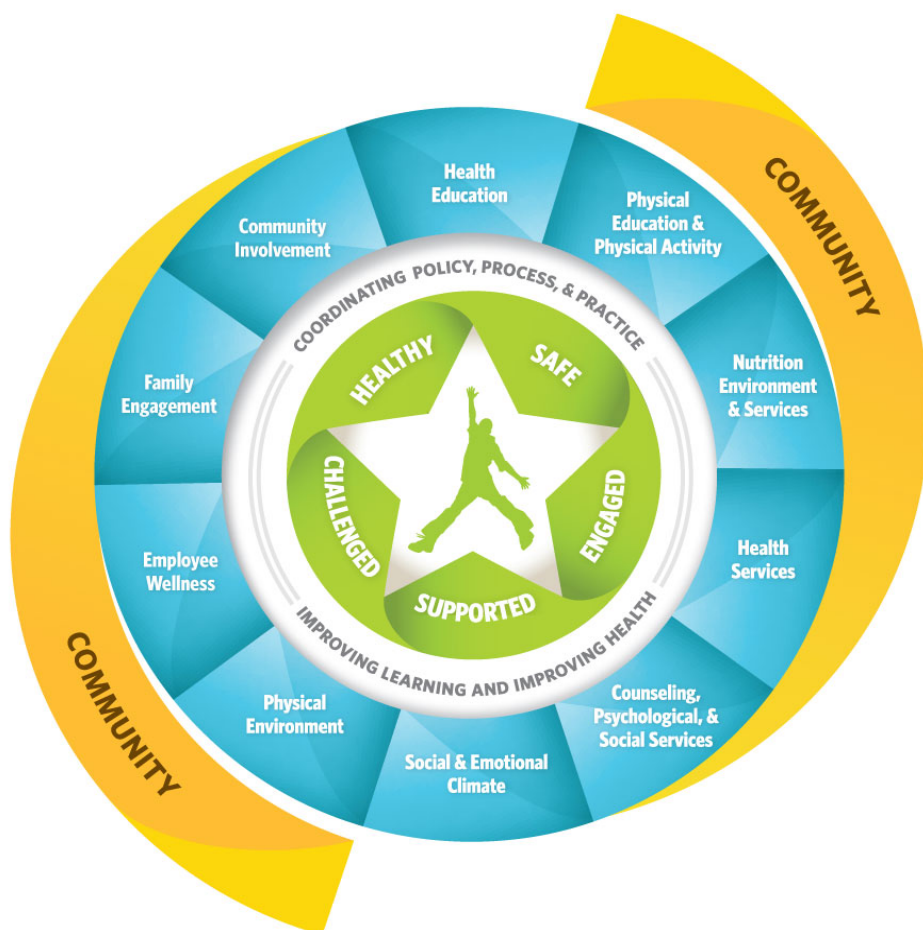 COMMUNITY
Health
Education
Physical
Education &
Physical Activity
Nutrition
Environment
& Services
Health
Services
Counseling,
Psychological, &
Social Services
Social & Emotional
Climate
Physical
Environment
Employee
Wellness
Family
Engagement
Community
Involvement
COORDINATING POLICY, PROCESS, & PRACTICE
IMPROVING LEARNING AND IMPROVING HEALTH
HEALTHY
SAFE
ENGAGED
SUPPORTED
CHALLENGED
COMMUNITY